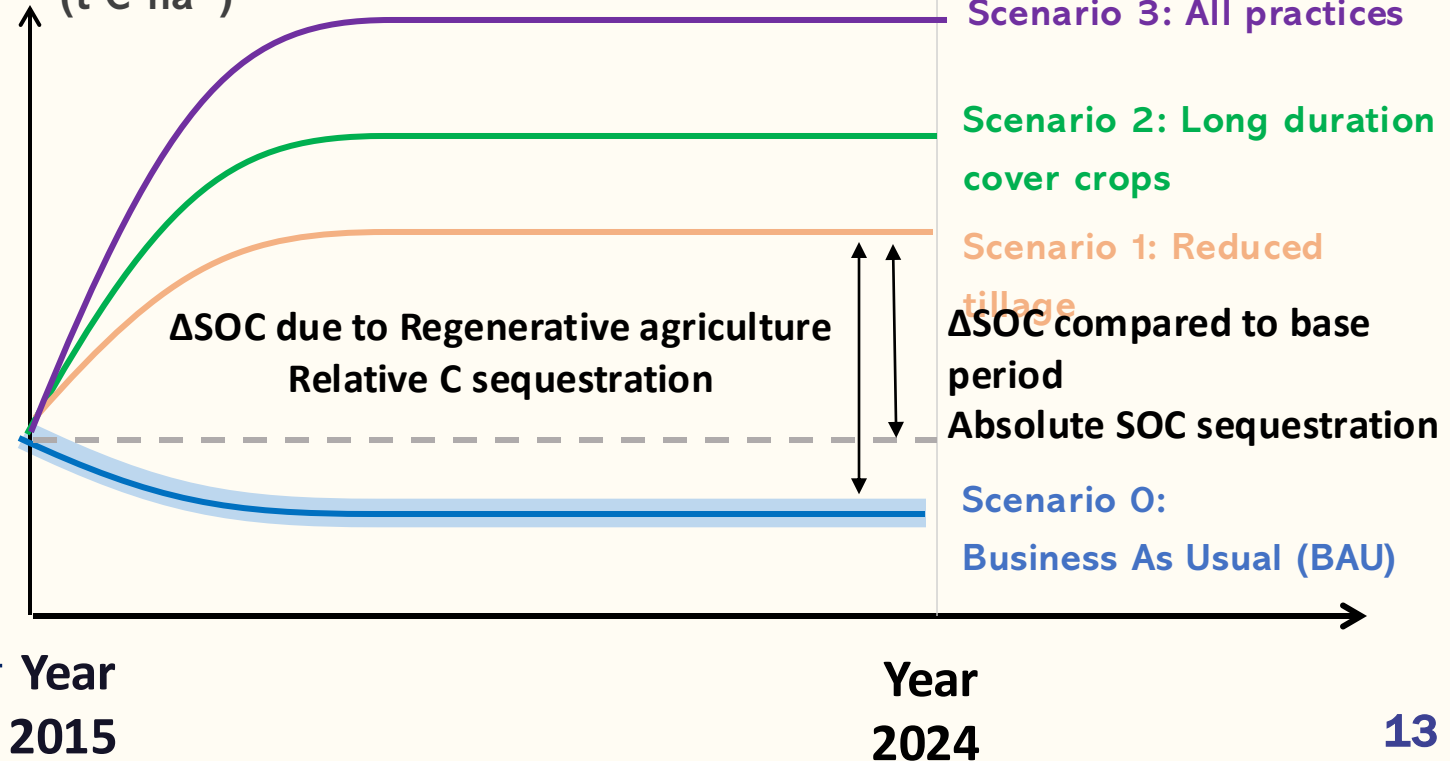 (t C ha⁻¹)
Scenario 3: All practices
Scenario 2: Long duration
cover crops
Scenario 1: Reduced
tillage
ΔSOC due to Regenerative agriculture
Relative C sequestration
ΔSOC compared to base
period
Absolute SOC sequestration
Scenario 0:
Business As Usual (BAU)
Year
2015
Year
2024
13